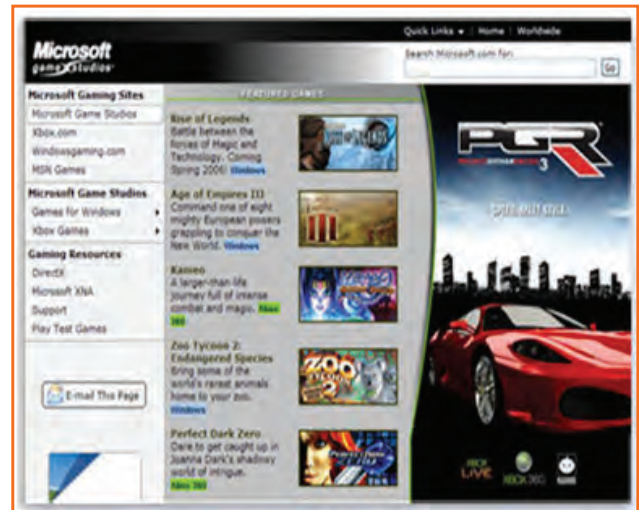 Quick Links | Home | Worldwide
Microsoft
game studios
Search Microsoft.com for:
Go
Microsoft Gaming Sites
Microsoft Game Studios
Xbox.com
Windowsgaming.com
MSN Games
Microsoft Game Studios
Games for Windows
Xbox Games
Gaming Resources
DirectX
Microsoft XNA
Support
Play Test Games
E-mail This Page
FEATURED GAMES
Rise of Legends
Battle between the
forces of Magic and
Technology. Coming
Spring 2006! Windows
Age of Empires III
Command one of eight
mighty European powers
grappling to conquer the
New World. Windows
Kameo
A larger-than-life
journey full of intense
combat and magic. Xbox
360
Zoo Tycoon 2:
Endangered Species
Bring some of the
world's rarest animals
home to your zoo.
Windows
ZOO
TYCOON
2
Perfect Dark Zero
Dare to get caught up in
Joanna Dark's shadowy
world of intrigue.
Xbox 360
PERFECT DARK
ZERO
PGR
3
XBOX
LIVE
XBOX 360